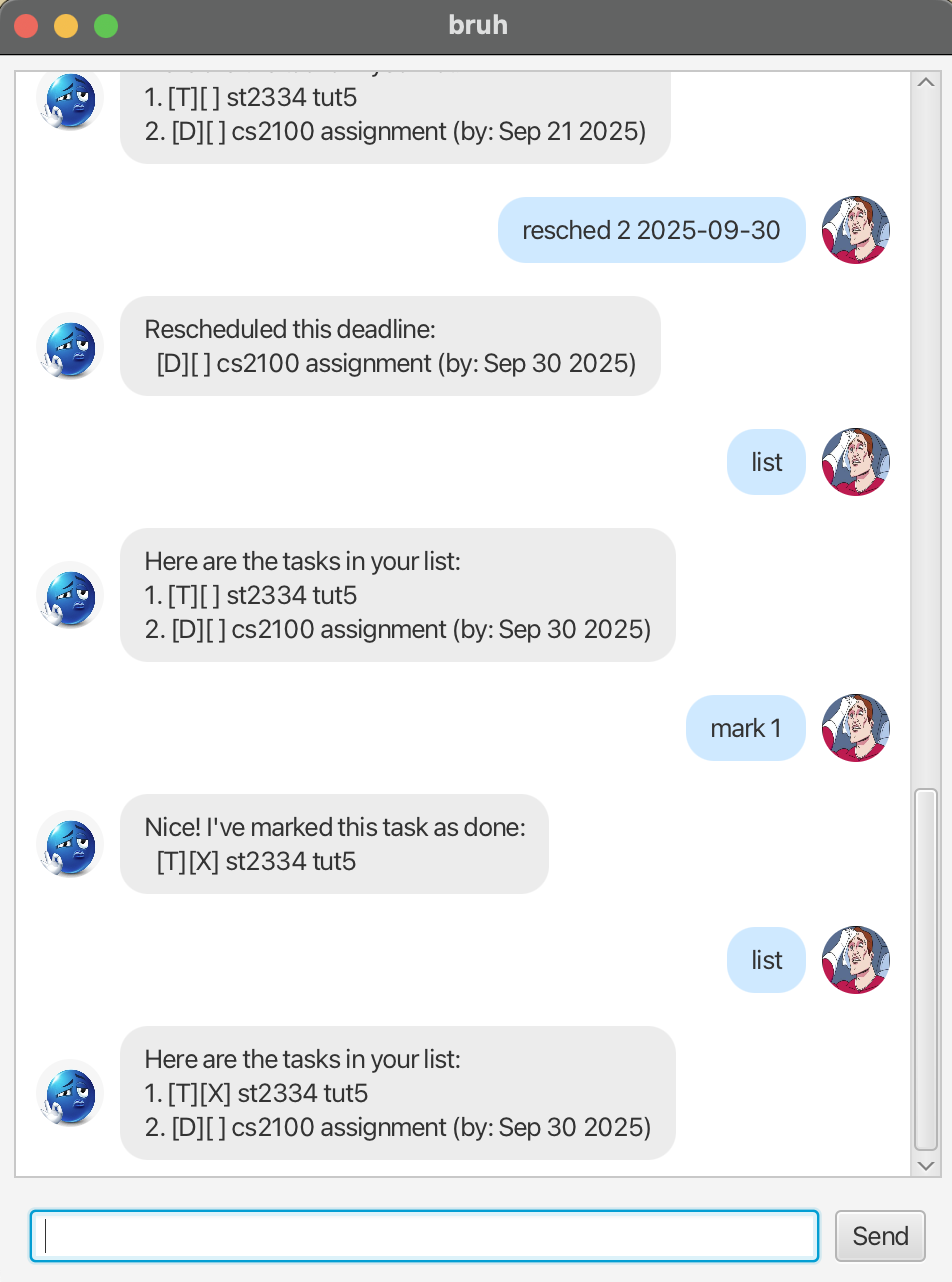 bruh
1. [T][ ] st2334 tut5
2. [D][ ] cs2100 assignment (by: Sep 21 2025)
resched 2 2025-09-30
Rescheduled this deadline:
[D][ ] cs2100 assignment (by: Sep 30 2025)
list
Here are the tasks in your list:
1. [T][ ] st2334 tut5
2. [D][ ] cs2100 assignment (by: Sep 30 2025)
mark 1
Nice! I've marked this task as done:
[T][X] st2334 tut5
list
Here are the tasks in your list:
1. [T][X] st2334 tut5
2. [D][ ] cs2100 assignment (by: Sep 30 2025)
Send